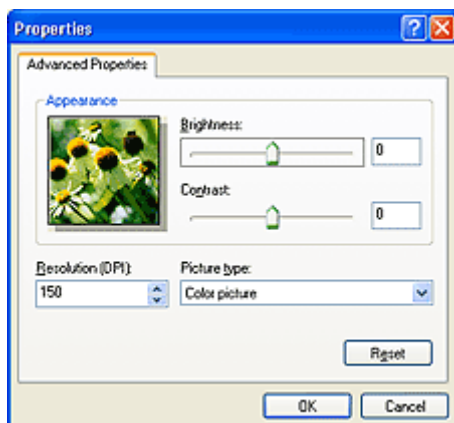 Properties
Advanced Properties
Appearance
Brightness:
0
Contrast:
0
Resolution (DPI):
150
Picture type:
Color picture
Reset
OK
Cancel